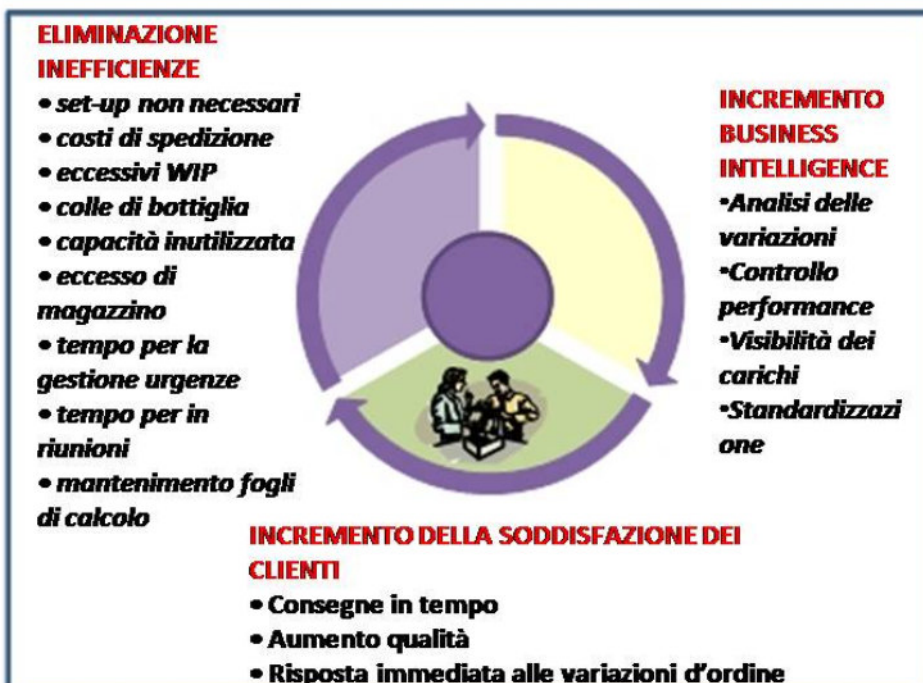 ELIMINAZIONE
INEFFICIENZE
• set-up non necessari
• costi di spedizione
• eccessivi WIP
• colle di bottiglia
• capacità inutilizzata
• eccesso di
magazzino
• tempo per la
gestione urgenze
• tempo per in
riunioni
• mantenimento fogli
di calcolo
INCREMENTO
BUSINESS
INTELLIGENCE
•Analisi delle
variazioni
•Controllo
performance
•Visibilità dei
carichi
•Standardizzazi
one
INCREMENTO DELLA SODDISFAZIONE DEI
CLIENTI
• Consegne in tempo
• Aumento qualità
• Risposta immediata alle variazioni d'ordine